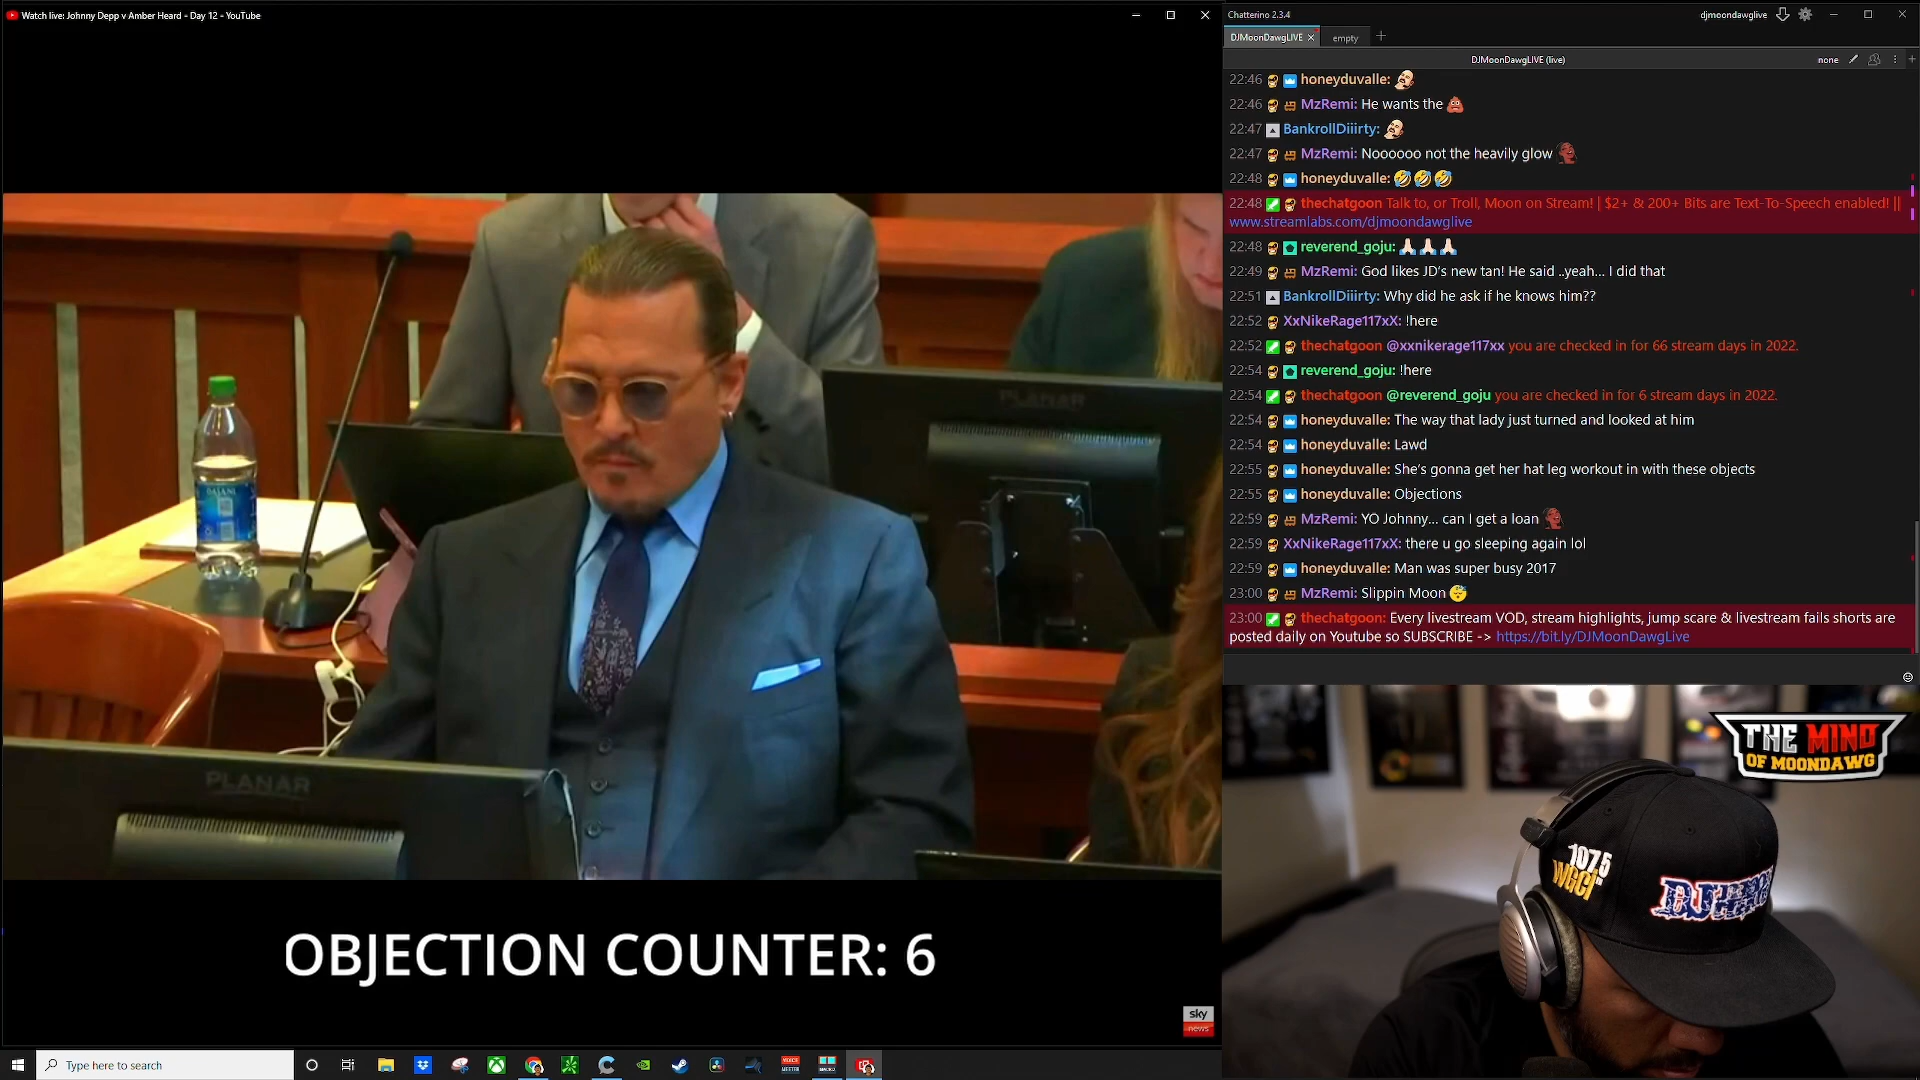 Watch live: Johnny Depp v Amber Heard - Day 12 - YouTube
PLANAR
DASANI
PLANAR
OBJECTION COUNTER: 6
sky
news
Type here to search
Chatterino 2.3.4
djmoondawglive
DJMoonDawgLIVE
empty
DJMoonDawgLIVE (live)
none
22:46 honeyduvalle:
22:46 MzRemi: He wants the 💩
22:47 BankrollDiiirty:
22:47 MzRemi: Noooooo not the heavily glow
22:48 honeyduvalle: 🤣🤣🤣
22:48 thechatgoon Talk to, or Troll, Moon on Stream! | $2+ & 200+ Bits are Text-To-Speech enabled! ||
www.streamlabs.com/djmoondawglive
22:48 reverend_goju: 🙏🏻🙏🏻🙏🏻
22:49 MzRemi: God likes JD's new tan! He said ..yeah... I did that
22:51 BankrollDiiirty: Why did he ask if he knows him??
22:52 XxNikeRage117xX: !here
22:52 thechatgoon @xxnikerage117xx you are checked in for 66 stream days in 2022.
22:54 reverend_goju: !here
22:54 thechatgoon @reverend_goju you are checked in for 6 stream days in 2022.
22:54 honeyduvalle: The way that lady just turned and looked at him
22:54 honeyduvalle: Lawd
22:55 honeyduvalle: She's gonna get her hat leg workout in with these objects
22:55 honeyduvalle: Objections
22:59 MzRemi: YO Johnny... can I get a loan
22:59 XxNikeRage117xX: there u go sleeping again lol
22:59 honeyduvalle: Man was super busy 2017
23:00 MzRemi: Slippin Moon 😴
23:00 thechatgoon: Every livestream VOD, stream highlights, jump scare & livestream fails shorts are
posted daily on Youtube so SUBSCRIBE -> https://bit.ly/DJMoonDawgLive
THE MIND
OF MOONDAWG
107.5
WGCI